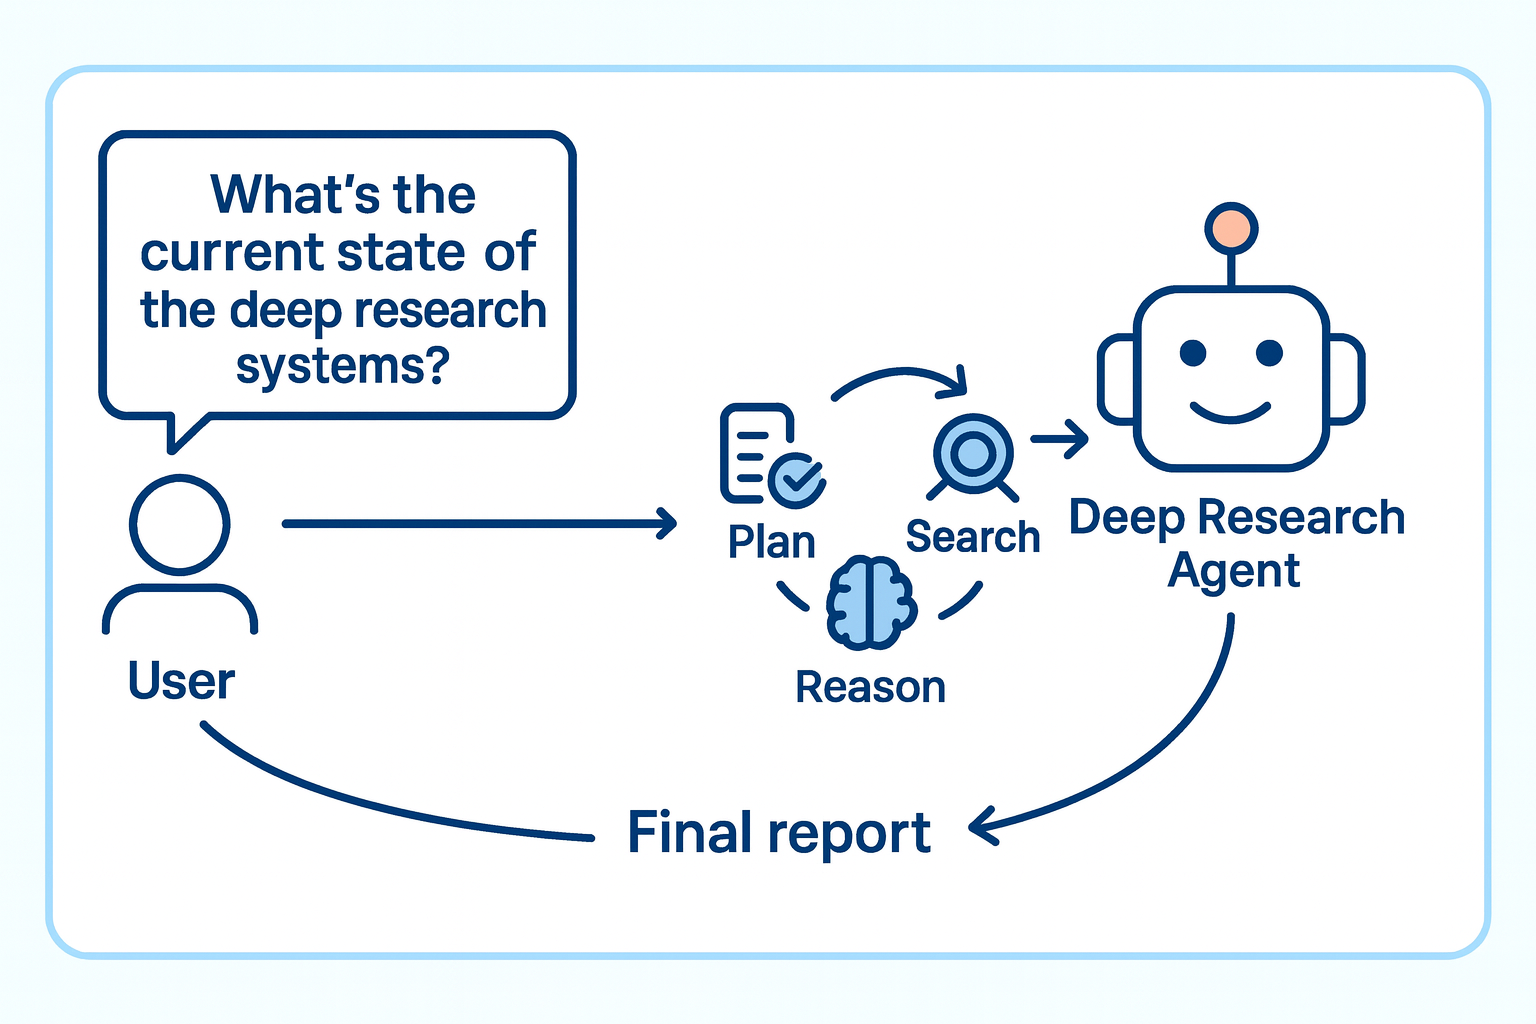 What's the
current state of
the deep research
systems?
User
Plan
Search
Reason
Deep Research
Agent
Final report